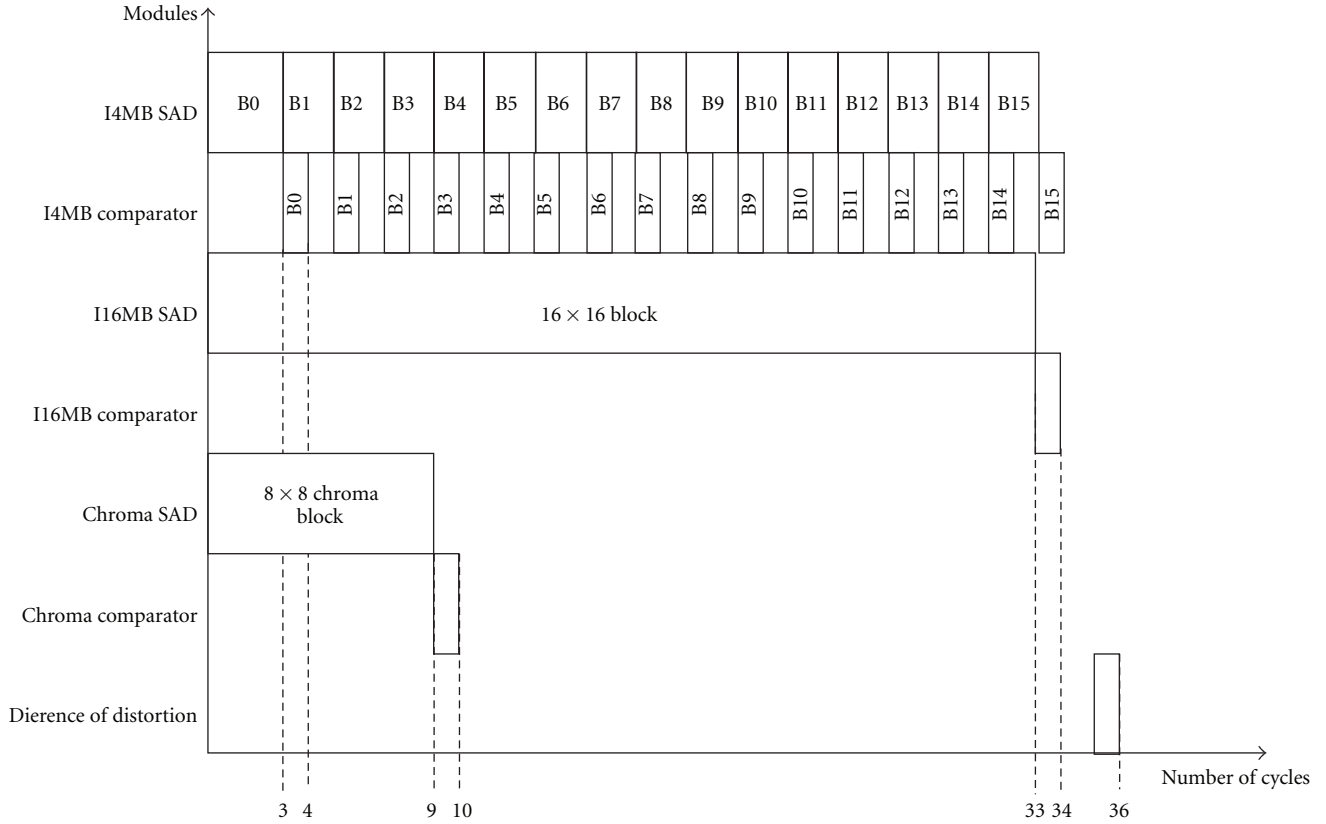 Modules
I4MB SAD
B0 B1 B2 B3 B4 B5 B6 B7 B8 B9 B10 B11 B12 B13 B14 B15
I4MB comparator
B0 B1 B2 B3 B4 B5 B6 B7 B8 B9 B10 B11 B12 B13 B14 B15
I16MB SAD
16 × 16 block
I16MB comparator
Chroma SAD
8 × 8 chroma
block
Chroma comparator
Dierence of distortion
Number of cycles
3 4 9 10 33 34 36